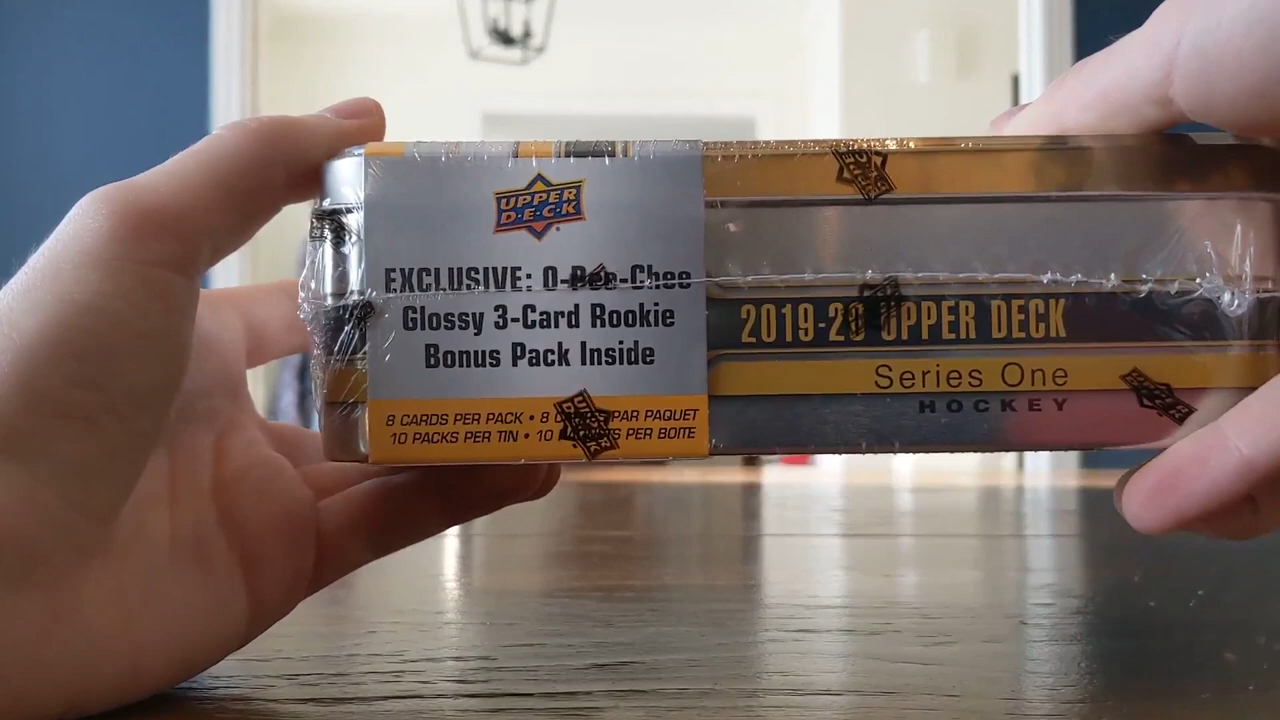 UPPER
D·E·C·K
EXCLUSIVE: O-Pee-Chee
Glossy 3-Card Rookie
Bonus Pack Inside
8 CARDS PER PACK • 8 PAR PAQUET
10 PACKS PER TIN • 10 PER BOITE
2019-20 UPPER DECK
Series One
HOCKEY